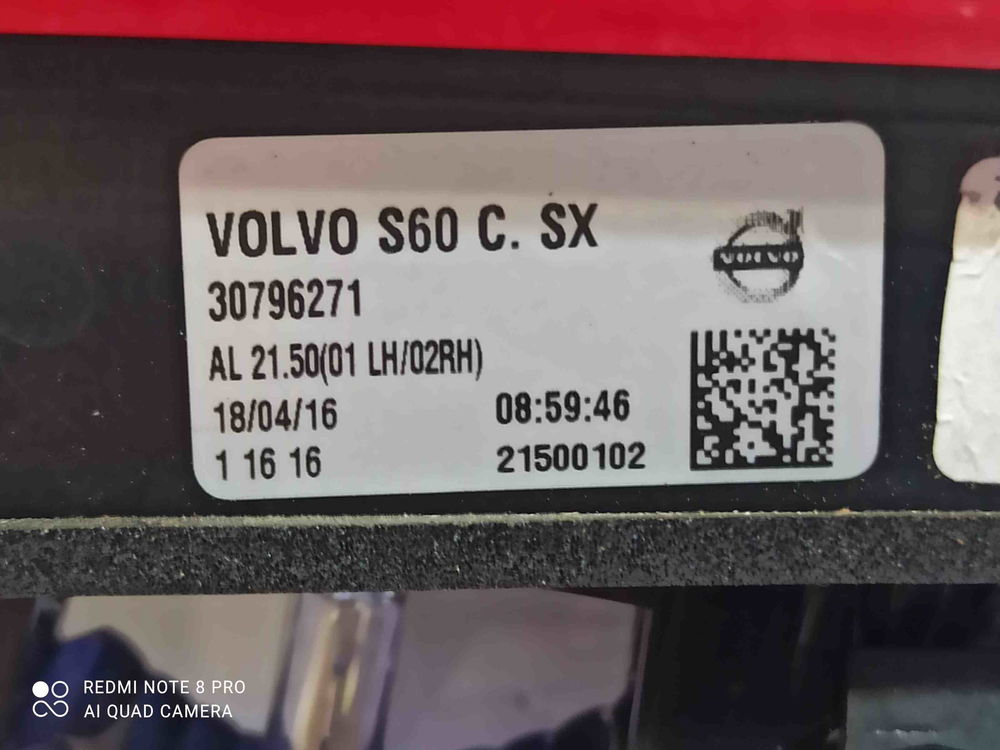 VOLVO S60 C. SX
VOLVO
30796271
AL 21.50(01 LH/02RH)
18/04/16 08:59:46
1 16 16 21500102
REDMI NOTE 8 PRO
AI QUAD CAMERA